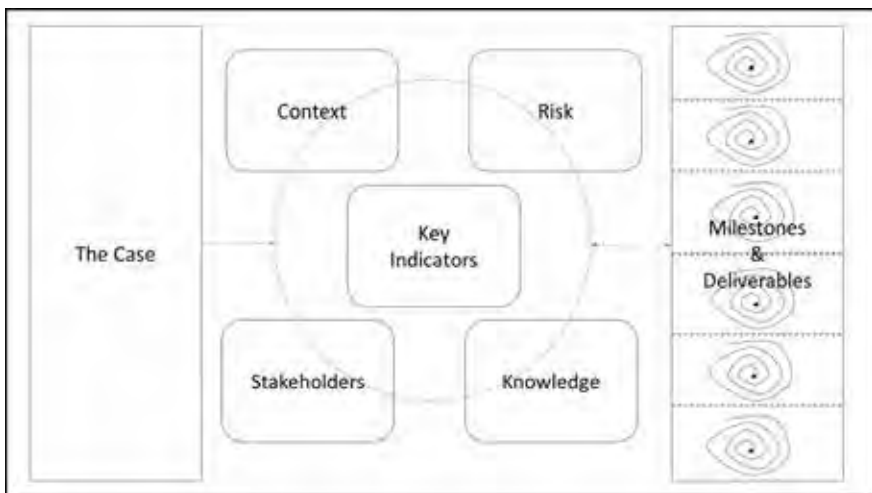 Context
Risk
The Case
Key
Indicators
Milestones
&
Deliverables
Stakeholders
Knowledge